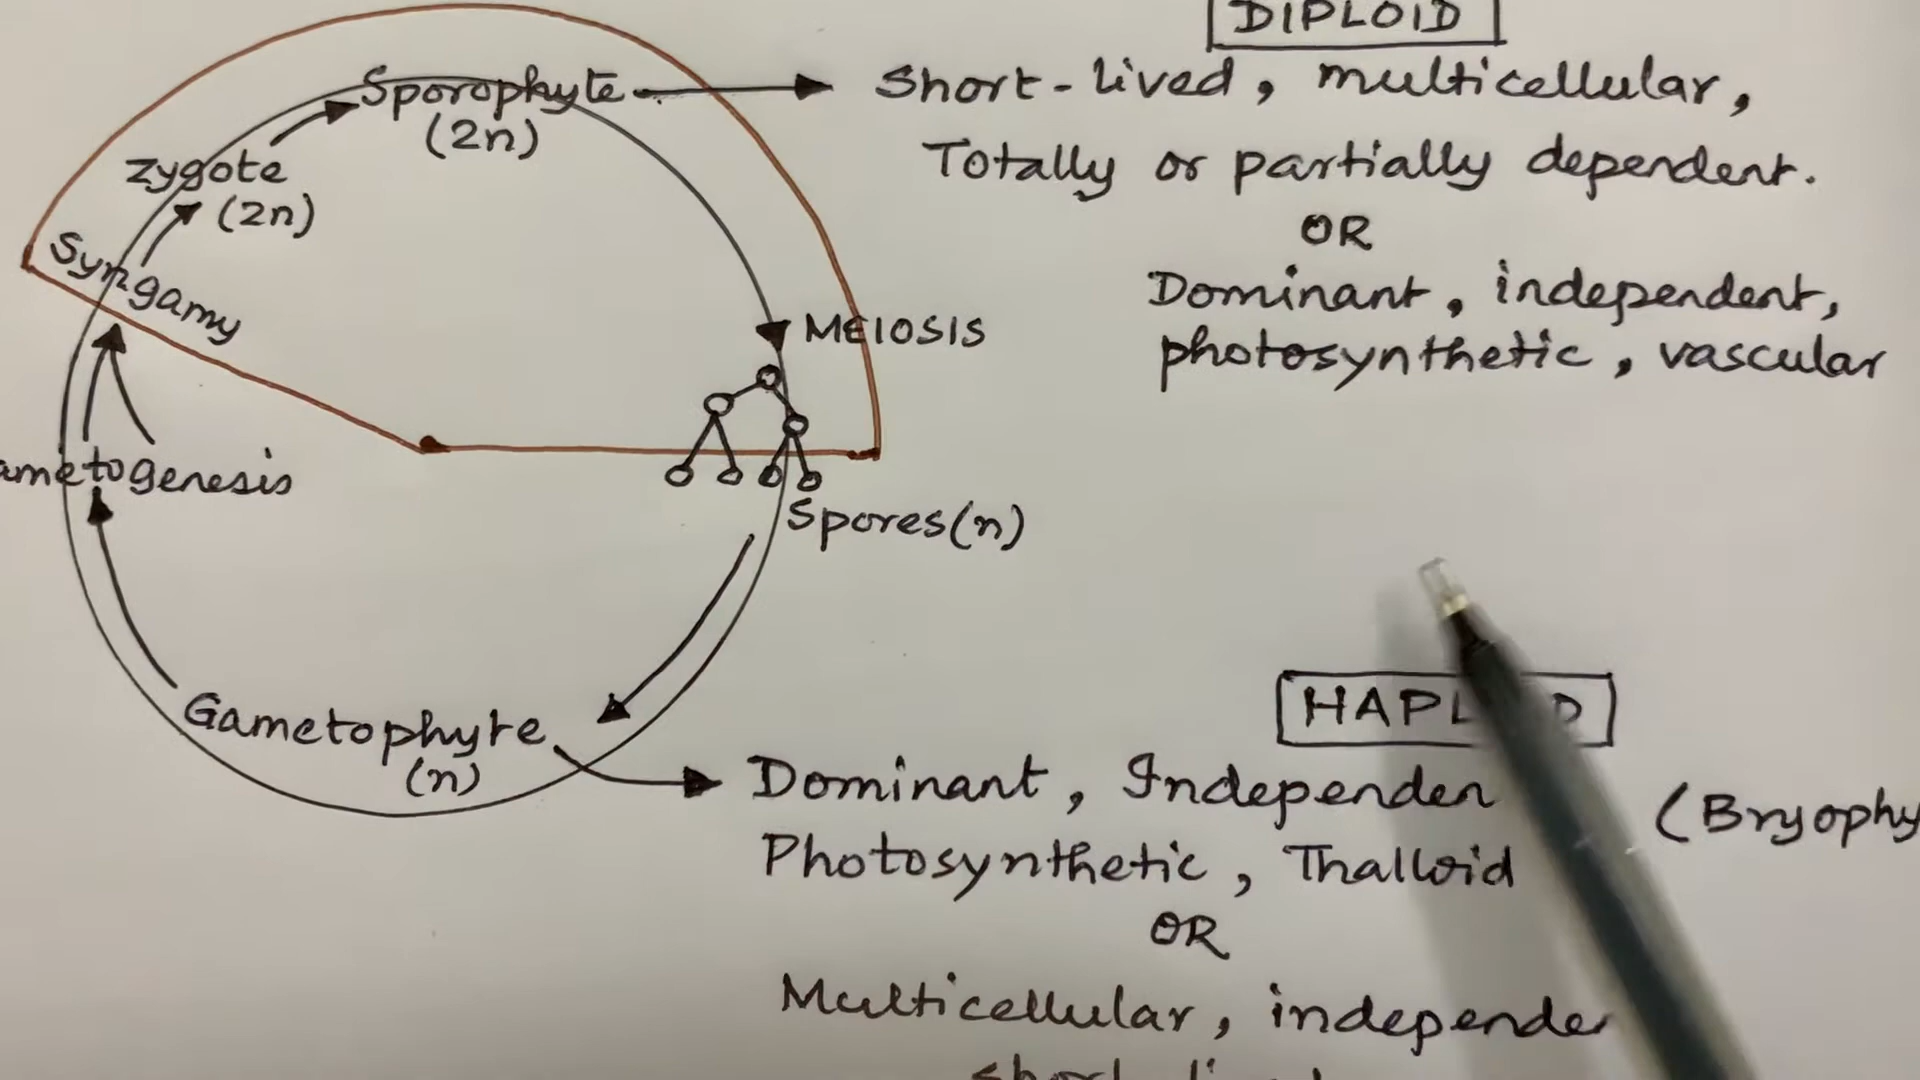 DIPLOID
Sporophyte
(2n)
Short-lived, multicellular,
Totally or partially dependent.
OR
Dominant, independent,
photosynthetic, vascular
Zygote
(2n)
Syngamy
MEIOSIS
ametogenesis
Spores(n)
Gametophyte
(n)
HAPL D
Dominant, Independen
(Bryophy
Photosynthetic, Thalloid
OR
Multicellular, independe